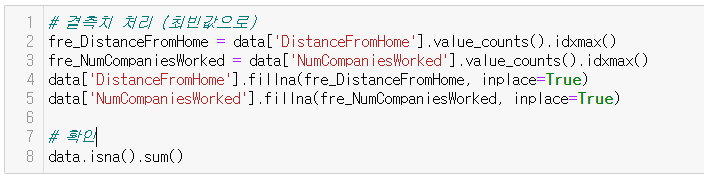 1 # 결측치 처리 (최빈값으로)
2 fre_DistanceFromHome = data['DistanceFromHome'].value_counts().idxmax()
3 fre_NumCompaniesWorked = data['NumCompaniesWorked'].value_counts().idxmax()
4 data['DistanceFromHome'].fillna(fre_DistanceFromHome, inplace=True)
5 data['NumCompaniesWorked'].fillna(fre_NumCompaniesWorked, inplace=True)
6
7 # 확인
8 data.isna().sum()